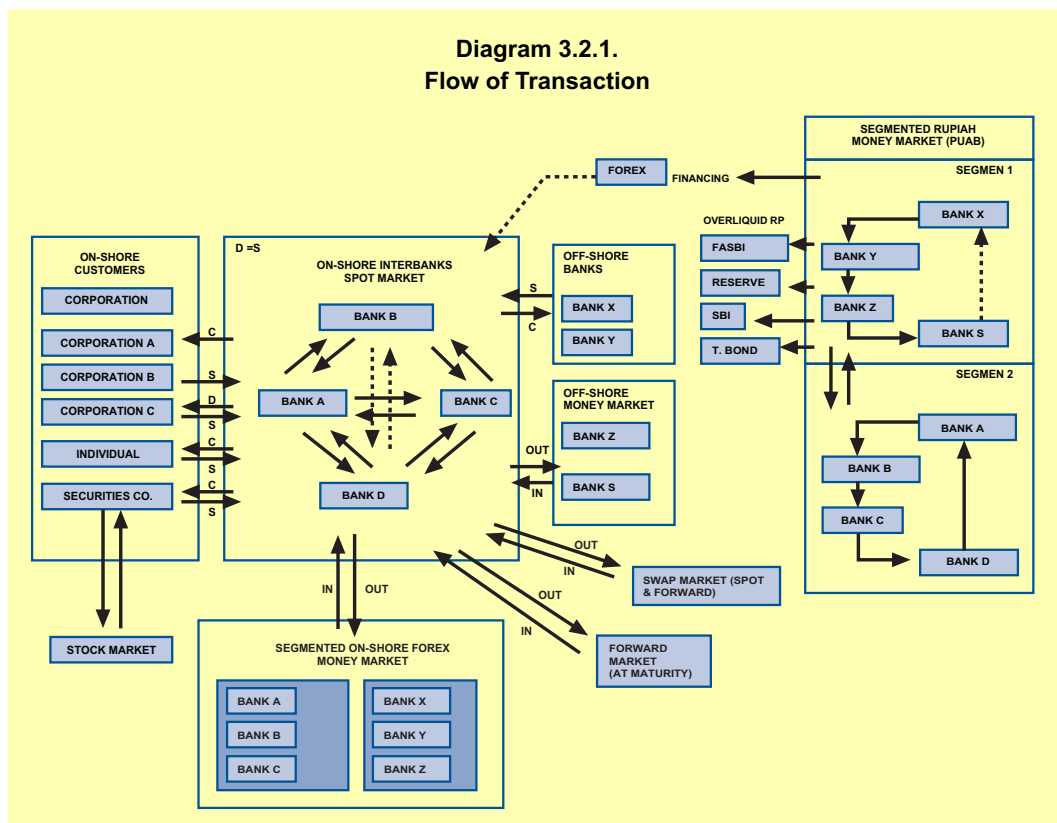 Diagram 3.2.1.
Flow of Transaction
SEGMENTED RUPIAH
MONEY MARKET (PUAB)
SEGMEN 1
FOREX
FINANCING
BANK X
OVERLIQUID RP
FASBI
BANK Y
RESERVE
BANK Z
SBI
BANK S
T. BOND
SEGMEN 2
BANK A
BANK B
BANK C
BANK D
ON-SHORE
CUSTOMERS
CORPORATION
CORPORATION A
CORPORATION B
CORPORATION C
INDIVIDUAL
SECURITIES CO.
STOCK MARKET
C
S
D
S
C
S
C
S
D =S
ON-SHORE INTERBANKS
SPOT MARKET
BANK B
BANK A
BANK C
BANK D
S
C
OFF-SHORE
BANKS
BANK X
BANK Y
OFF-SHORE
MONEY MARKET
BANK Z
BANK S
OUT
IN
OUT
IN
SWAP MARKET (SPOT
& FORWARD)
OUT
IN
FORWARD
MARKET
(AT MATURITY)
IN
OUT
SEGMENTED ON-SHORE FOREX
MONEY MARKET
BANK A
BANK B
BANK C
BANK X
BANK Y
BANK Z